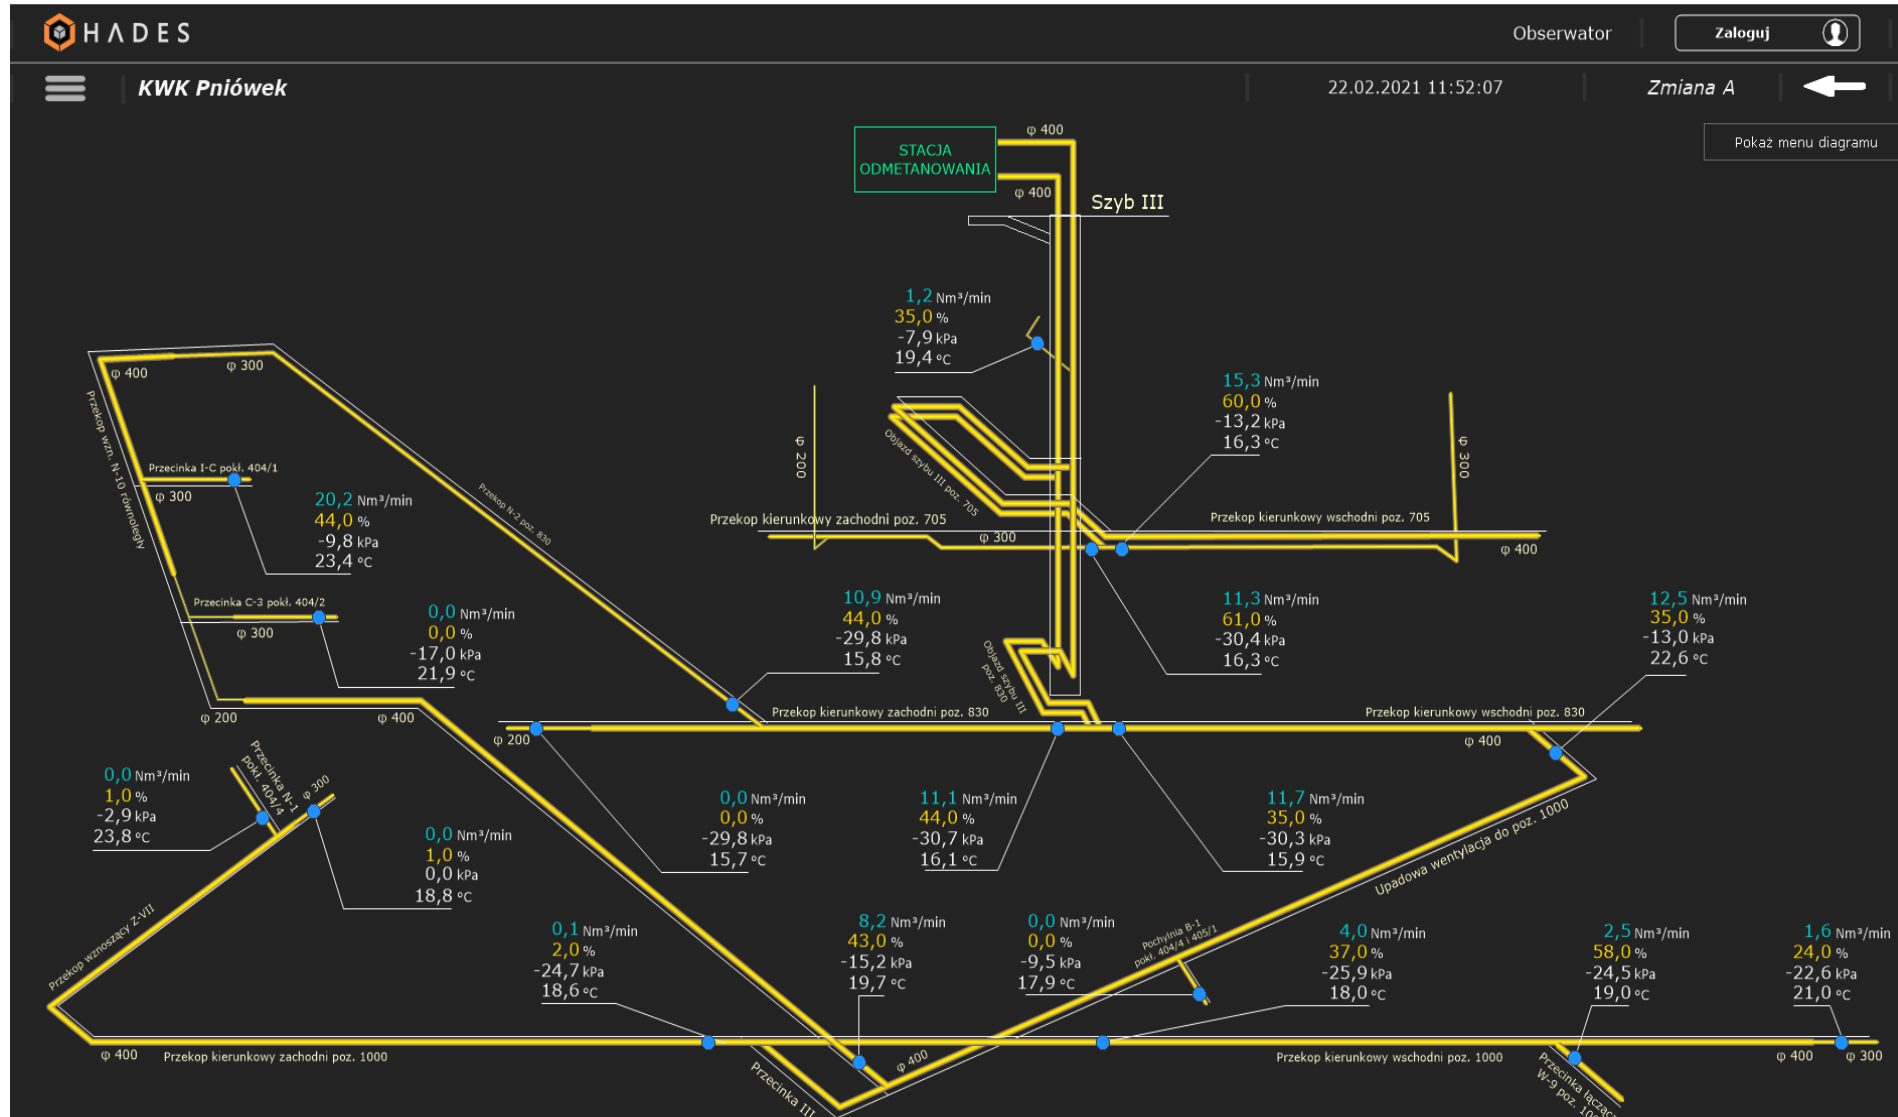 HADES
Obserwator
Zaloguj
KWK Pniówek
22.02.2021 11:52:07
Zmiana A
Pokaż menu diagramu
STACJA
ODMETANOWANIA
φ 400
φ 400
Szyb III
1,2 Nm³/min
35,0 %
-7,9 kPa
19,4 °C
15,3 Nm³/min
60,0 %
-13,2 kPa
16,3 °C
φ 400
φ 300
Przekop wzn. N-10 równoległy
Przecinka I-C pokł. 404/1
φ 300
20,2 Nm³/min
44,0 %
-9,8 kPa
23,4 °C
Przekop N-2 poz. 830
φ 200
Objazd szybu III poz. 705
φ 300
Przekop kierunkowy zachodni poz. 705
φ 300
Przekop kierunkowy wschodni poz. 705
φ 400
Przecinka C-3 pokł. 404/2
φ 300
0,0 Nm³/min
0,0 %
-17,0 kPa
21,9 °C
10,9 Nm³/min
44,0 %
-29,8 kPa
15,8 °C
11,3 Nm³/min
61,0 %
-30,4 kPa
16,3 °C
12,5 Nm³/min
35,0 %
-13,0 kPa
22,6 °C
Objazd szybu III
poz. 830
φ 200
φ 400
φ 200
Przekop kierunkowy zachodni poz. 830
Przekop kierunkowy wschodni poz. 830
φ 400
Przecinka N-1
pokł. 404/4
φ 300
0,0 Nm³/min
1,0 %
-2,9 kPa
23,8 °C
0,0 Nm³/min
1,0 %
0,0 kPa
18,8 °C
0,0 Nm³/min
0,0 %
-29,8 kPa
15,7 °C
11,1 Nm³/min
44,0 %
-30,7 kPa
16,1 °C
11,7 Nm³/min
35,0 %
-30,3 kPa
15,9 °C
Upadowa wentylacja do poz. 1000
Przekop wznoszący Z-VII
0,1 Nm³/min
2,0 %
-24,7 kPa
18,6 °C
8,2 Nm³/min
43,0 %
-15,2 kPa
19,7 °C
0,0 Nm³/min
0,0 %
-9,5 kPa
17,9 °C
Pochylnia B-1
pokł. 404/4 i 405/1
4,0 Nm³/min
37,0 %
-25,9 kPa
18,0 °C
2,5 Nm³/min
58,0 %
-24,5 kPa
19,0 °C
1,6 Nm³/min
24,0 %
-22,6 kPa
21,0 °C
φ 400
Przekop kierunkowy zachodni poz. 1000
Przecinka III
φ 400
Przekop kierunkowy wschodni poz. 1000
Przecinka
W-9 poz.
φ 400
φ 300